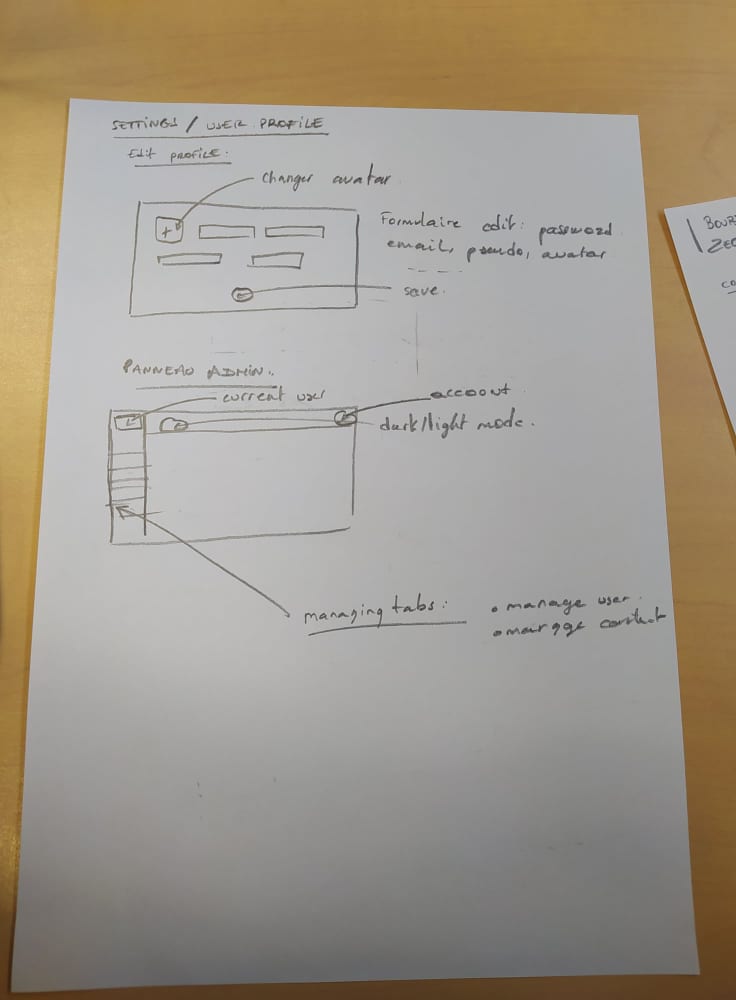 SETTINGS / USER PROFILE
Edit PROFILE.
changer avatar
+
Formulaire edit: password
email, pseudo, avatar
save.
PANNEAU ADMIN.
current user
account
dark/light mode.
managing tabs:
• manage user.
• manage content
BOUR
ZEC
CO